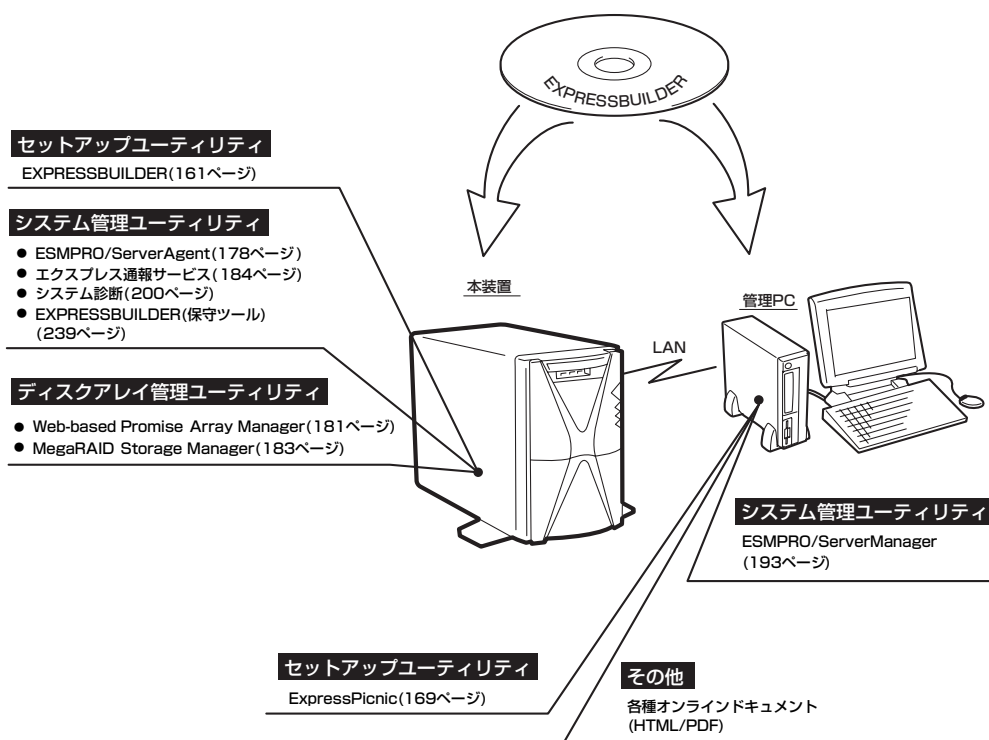 EXPRESSBUILDER
セットアップユーティリティ
EXPRESSBUILDER(161ページ)
システム管理ユーティリティ
● ESMPRO/ServerAgent(178ページ)
● エクスプレス通報サービス(184ページ)
● システム診断(200ページ)
● EXPRESSBUILDER(保守ツール)
(239ページ)
ディスクアレイ管理ユーティリティ
● Web-based Promise Array Manager(181ページ)
● MegaRAID Storage Manager(183ページ)
本装置
LAN
管理PC
システム管理ユーティリティ
ESMPRO/ServerManager
(193ページ)
セットアップユーティリティ
ExpressPicnic(169ページ)
その他
各種オンラインドキュメント
(HTML/PDF)